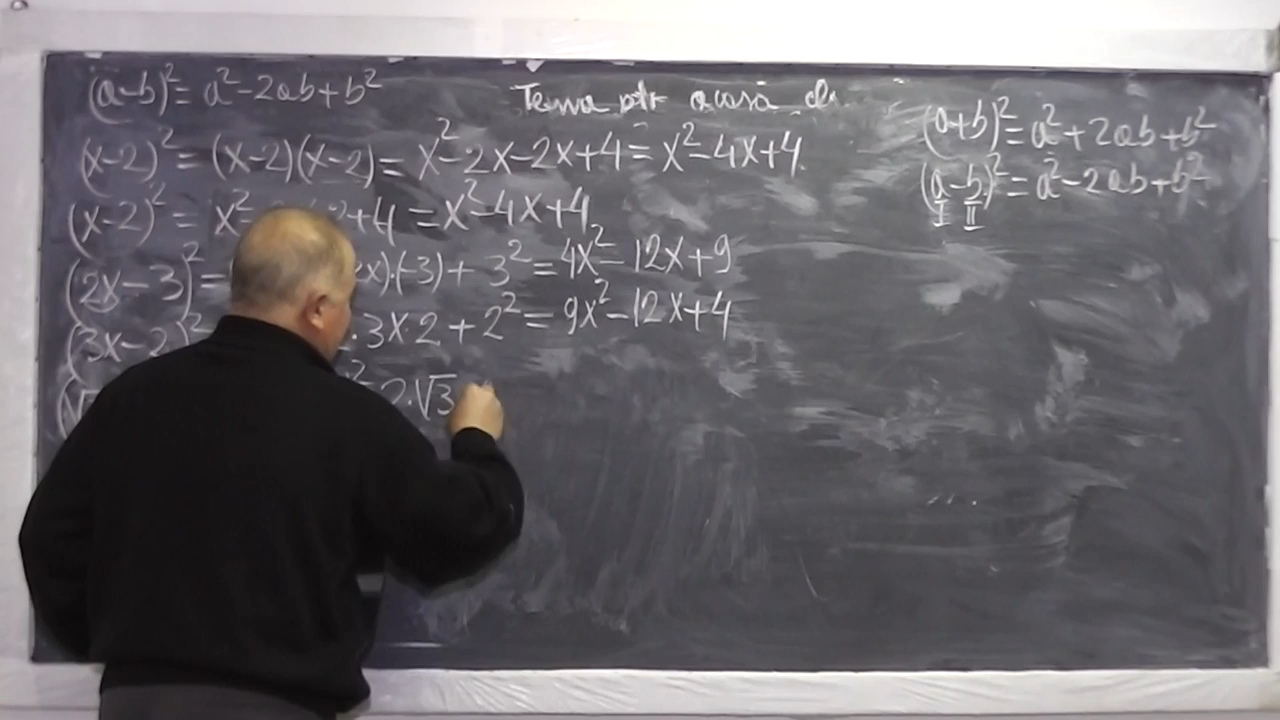 (a-b)² = a² - 2ab + b²
Tema ptr acasă
(a+b)² = a² + 2ab + b²
(a-b)² = a² - 2ab + b²
I II
(x-2)² = (x-2)(x-2) = x² - 2x - 2x + 4 = x² - 4x + 4
(x-2)² = x² + 4 = x² - 4x + 4
(2x-3)² = x)·(-3) + 3² = 4x² - 12x + 9
(3x-2)² ·3x·2 + 2² = 9x² - 12x + 4
(√ ² - 2·√3